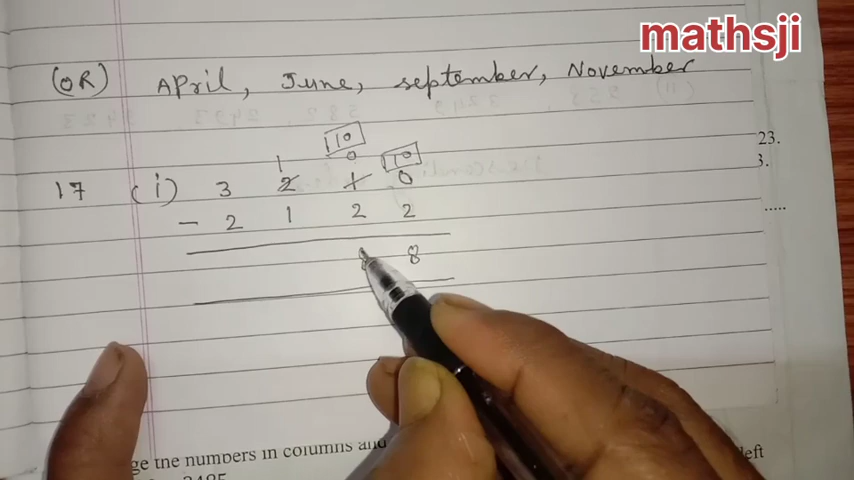 mathsji
(OR) April, June, september, November
23.
3.
10
1 0 10
17 (i) 3 2 1 0
.....
- 2 1 2 2
8 8
ge the numbers in columns and
left